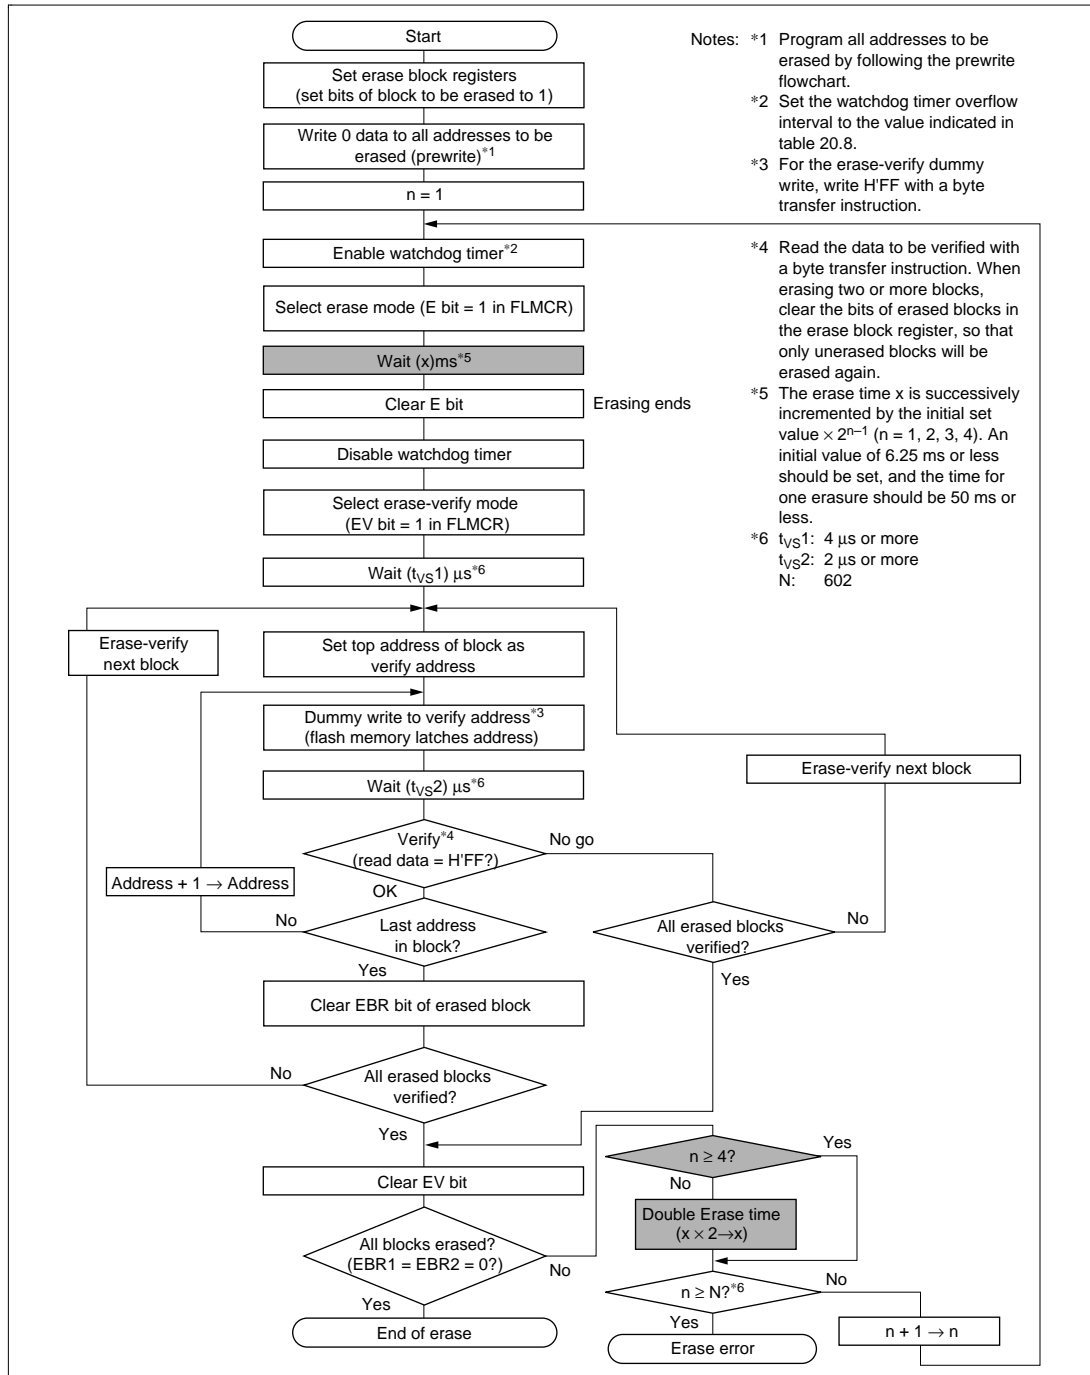 Start
Set erase block registers
(set bits of block to be erased to 1)
Write 0 data to all addresses to be
erased (prewrite)*1
n = 1
Enable watchdog timer*2
Select erase mode (E bit = 1 in FLMCR)
Wait (x)ms*5
Clear E bit
Erasing ends
Disable watchdog timer
Select erase-verify mode
(EV bit = 1 in FLMCR)
Wait (tVS1) μs*6
Erase-verify
next block
Set top address of block as
verify address
Dummy write to verify address*3
(flash memory latches address)
Wait (tVS2) μs*6
Erase-verify next block
Verify*4
(read data = H'FF?)
No go
OK
Address + 1 → Address
No
Last address
in block?
Yes
All erased blocks
verified?
No
Yes
Clear EBR bit of erased block
No
All erased blocks
verified?
Yes
Clear EV bit
n ≥ 4?
Yes
No
Double Erase time
(x × 2→x)
All blocks erased?
(EBR1 = EBR2 = 0?)
No
Yes
n ≥ N?*6
No
Yes
n + 1 → n
End of erase
Erase error
Notes: *1 Program all addresses to be
erased by following the prewrite
flowchart.
*2 Set the watchdog timer overflow
interval to the value indicated in
table 20.8.
*3 For the erase-verify dummy
write, write H'FF with a byte
transfer instruction.
*4 Read the data to be verified with
a byte transfer instruction. When
erasing two or more blocks,
clear the bits of erased blocks in
the erase block register, so that
only unerased blocks will be
erased again.
*5 The erase time x is successively
incremented by the initial set
value × 2n–1 (n = 1, 2, 3, 4). An
initial value of 6.25 ms or less
should be set, and the time for
one erasure should be 50 ms or
less.
*6 tVS1: 4 μs or more
tVS2: 2 μs or more
N: 602